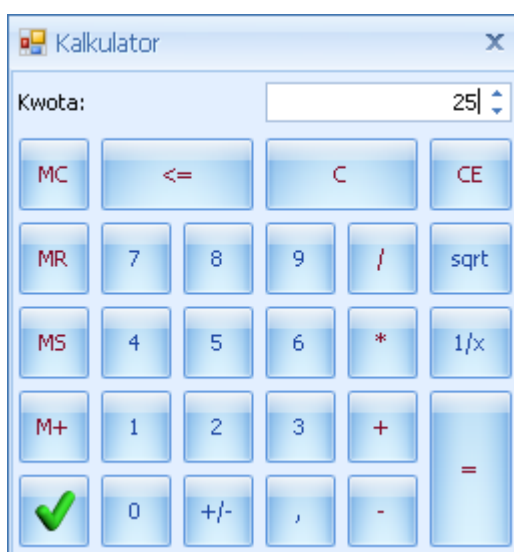 Kalkulator
Kwota: 25
MC <= C CE
MR 7 8 9 / sqrt
MS 4 5 6 * 1/x
M+ 1 2 3 + =
0 +/- , -